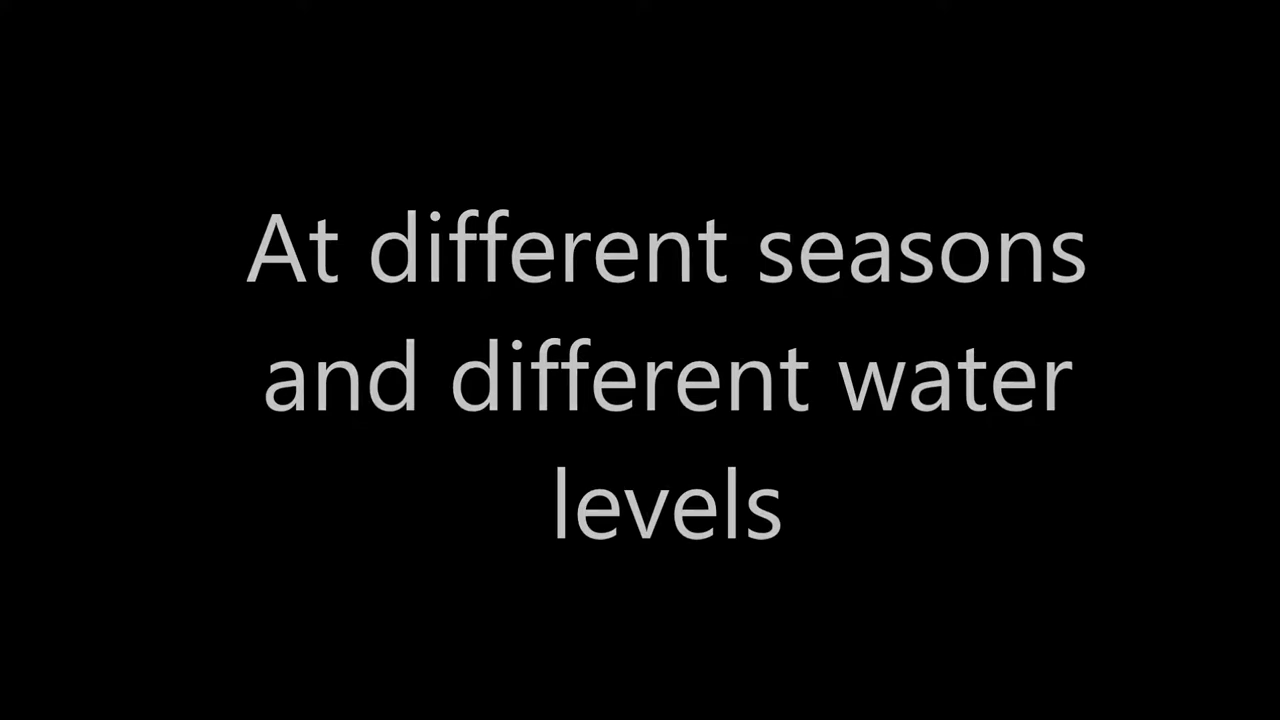 At different seasons
and different water
levels